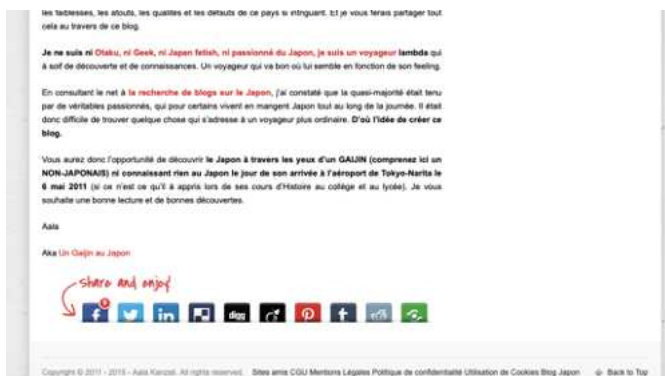 les faiblesses, les atouts, les qualités et les défauts de ce pays si intriguant. Et je vous ferais partager tout
cela au travers de ce blog.
Je ne suis ni Otaku, ni Geek, ni Japan fetish, ni passionné du Japon, je suis un voyageur lambda qui
à soif de découverte et de connaissances. Un voyageur qui va bon où lui semble en fonction de son feeling.
En consultant le net à la recherche de blogs sur le Japon, j'ai constaté que la quasi-majorité était tenu
par de véritables passionnés, qui pour certains vivent en mangent Japon tout au long de la journée. Il était
donc difficile de trouver quelque chose qui s'adresse à un voyageur plus ordinaire. D'où l'idée de créer ce
blog.
Vous aurez donc l'opportunité de découvrir le Japon à travers les yeux d'un GAIJIN (comprenez ici un
NON-JAPONAIS) ni connaissant rien au Japon le jour de son arrivée à l'aéroport de Tokyo-Narita le
6 mai 2011 (si ce n'est ce qu'il à appris lors de ses cours d'Histoire au collège et au lycée). Je vous
souhaite une bonne lecture et de bonnes découvertes.
Aala
Aka Un Gaijin au Japon
share and enjoy
digg
Copyright © 2011 - 2015 - Aala Kanzali. All rights reserved. Sites amis CGU Mentions Légales Politique de confidentialité Utilisation de Cookies Blog Japon Back to Top